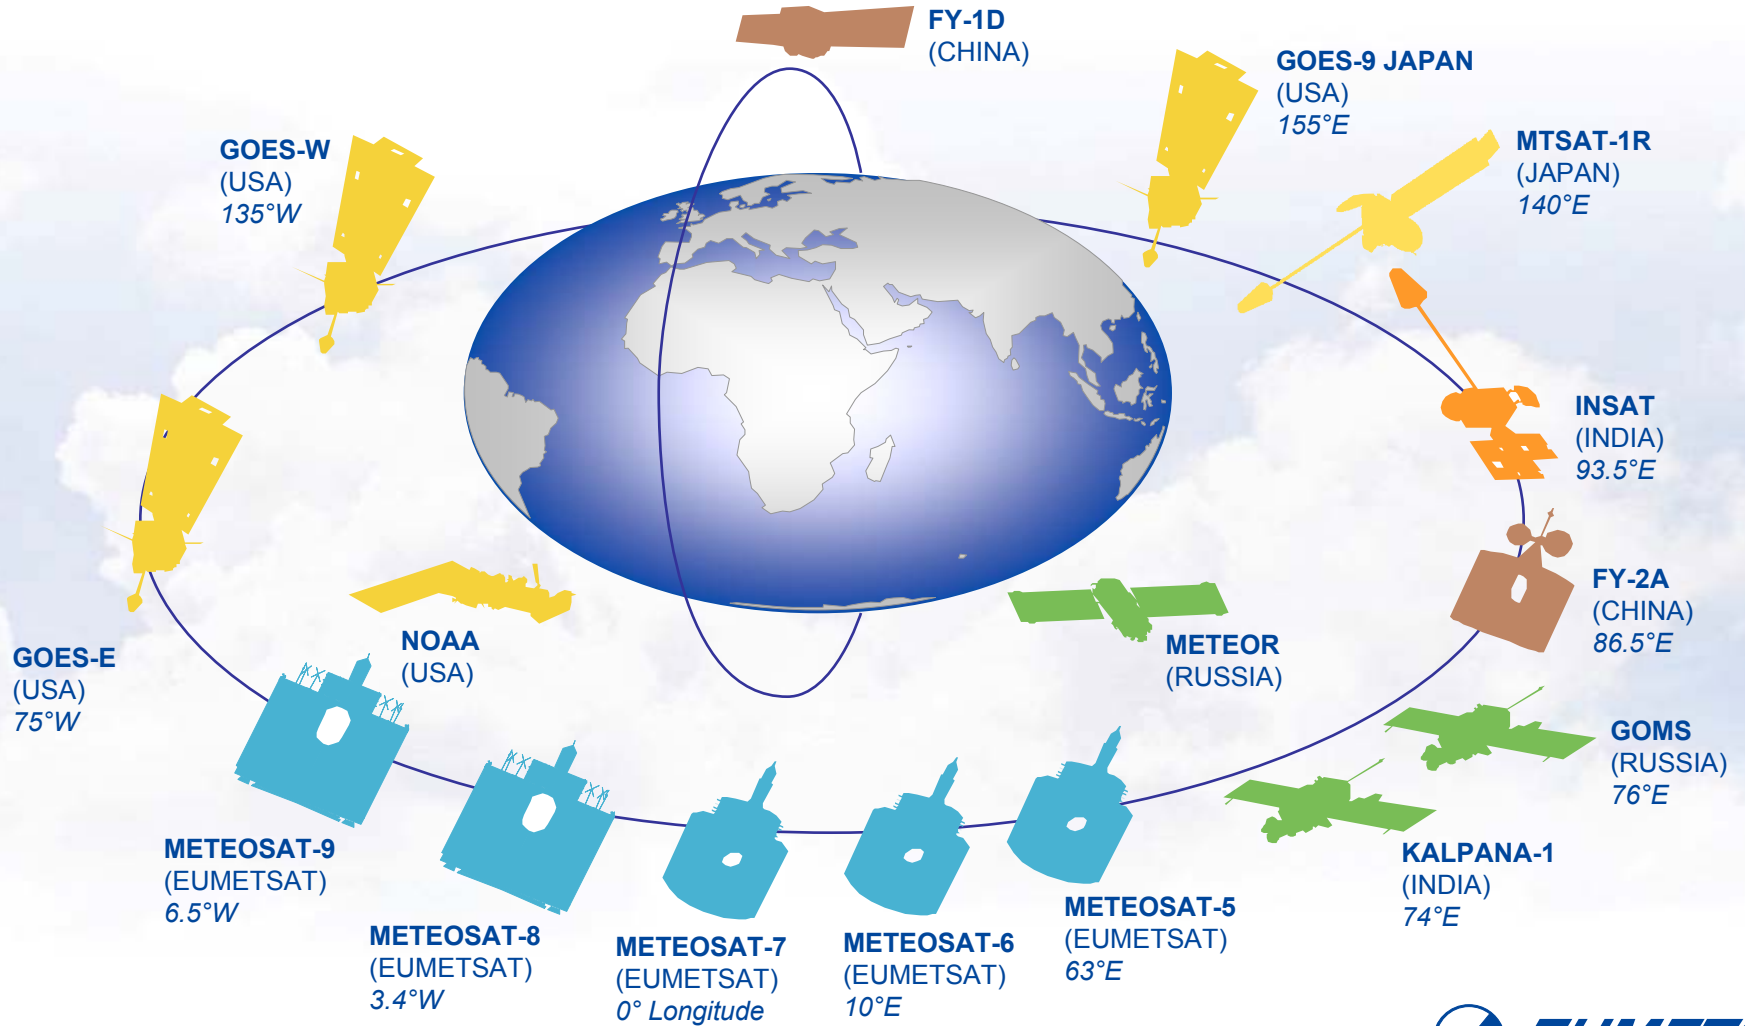 FY-1D
(CHINA)
GOES-9 JAPAN
(USA)
155°E
MTSAT-1R
(JAPAN)
140°E
GOES-W
(USA)
135°W
INSAT
(INDIA)
93.5°E
FY-2A
(CHINA)
86.5°E
NOAA
(USA)
METEOR
(RUSSIA)
GOES-E
(USA)
75°W
GOMS
(RUSSIA)
76°E
METEOSAT-9
(EUMETSAT)
6.5°W
KALPANA-1
(INDIA)
74°E
METEOSAT-8
(EUMETSAT)
3.4°W
METEOSAT-7
(EUMETSAT)
0° Longitude
METEOSAT-6
(EUMETSAT)
10°E
METEOSAT-5
(EUMETSAT)
63°E